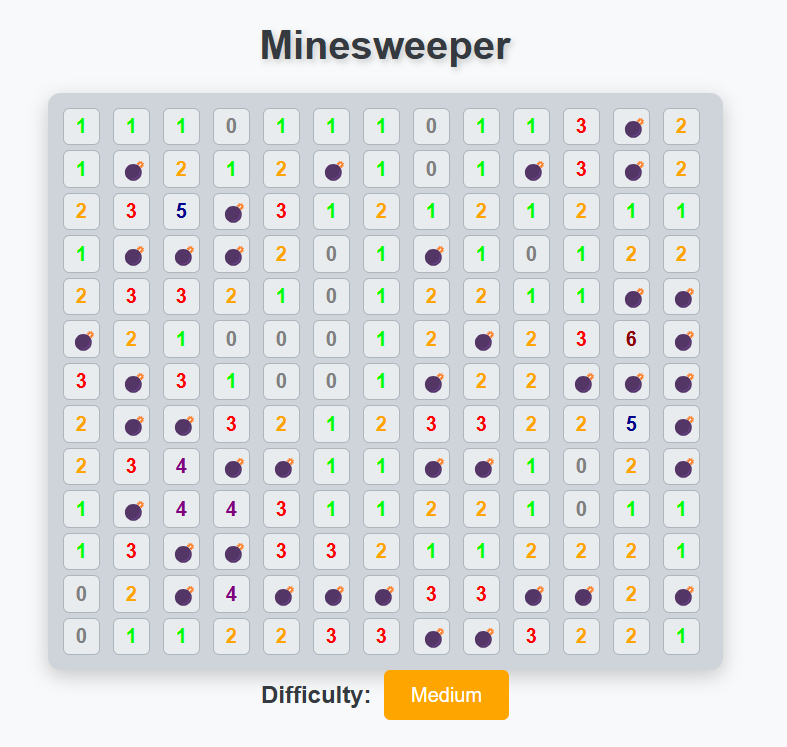 Minesweeper
1 1 1 0 1 1 1 0 1 1 3 2
1 2 1 2 1 0 1 3 2
2 3 5 3 1 2 1 2 1 2 1 1
1 2 0 1 1 0 1 2 2
2 3 3 2 1 0 1 2 2 1 1
2 1 0 0 0 1 2 2 3 6
3 3 1 0 0 1 2 2
2 3 2 1 2 3 3 2 2 5
2 3 4 1 1 1 0 2
1 4 4 3 1 1 2 2 1 0 1 1
1 3 3 3 2 1 1 2 2 2 1
0 2 4 3 3 2
0 1 1 2 2 3 3 3 2 2 1
Difficulty: Medium